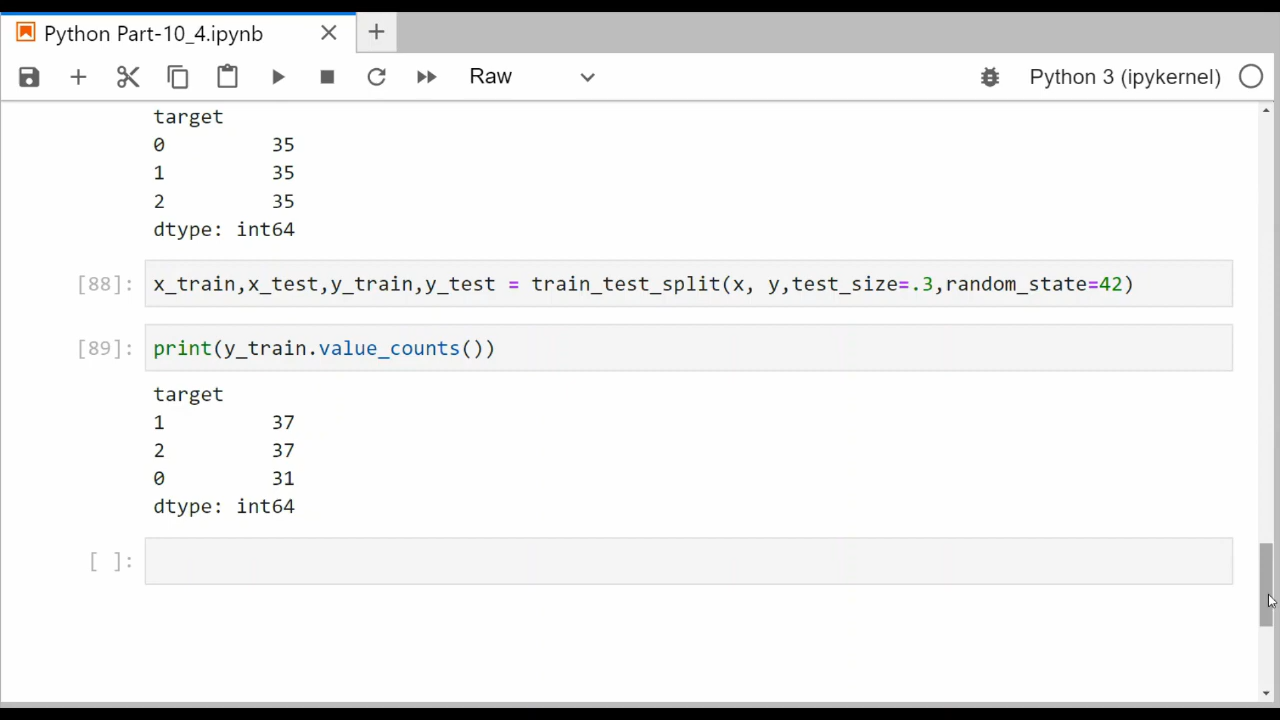 Python Part-10_4.ipynb
Raw
Python 3 (ipykernel)
target
0 35
1 35
2 35
dtype: int64
[88]: x_train,x_test,y_train,y_test = train_test_split(x, y,test_size=.3,random_state=42)
[89]: print(y_train.value_counts())
target
1 37
2 37
0 31
dtype: int64
[ ]: